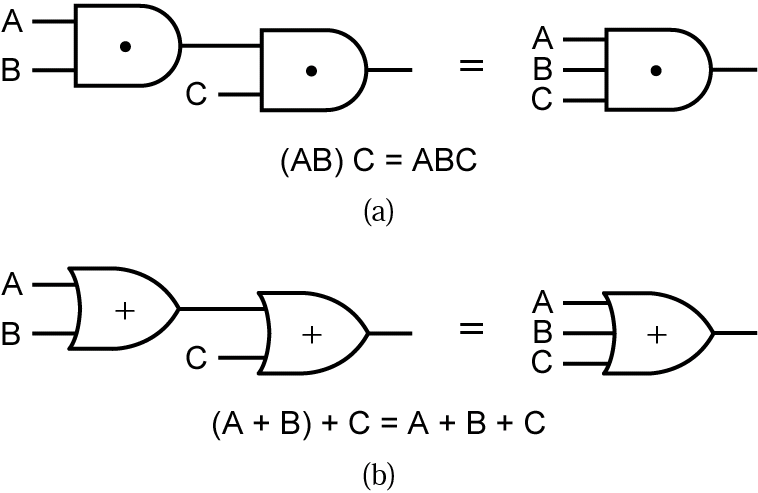 A
B
C
=
A
B
C
(AB) C = ABC
(a)
A
+
B
C
+
=
A
B
+
C
(A + B) + C = A + B + C
(b)